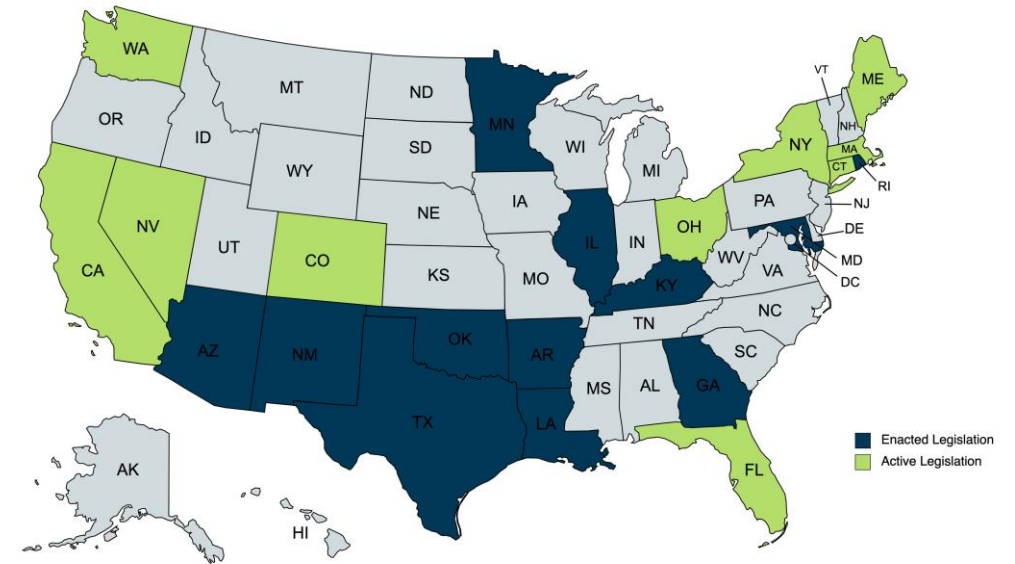 WA
MT
ND
MN
VT
ME
OR
ID
SD
WI
NH
NY
MA
WY
MI
CT
RI
IA
PA
NJ
NE
NV
OH
DE
UT
IL
IN
CO
WV
MD
CA
KS
MO
VA
DC
KY
NC
TN
OK
AZ
NM
AR
SC
MS
AL
GA
TX
LA
Enacted Legislation
Active Legislation
AK
FL
HI